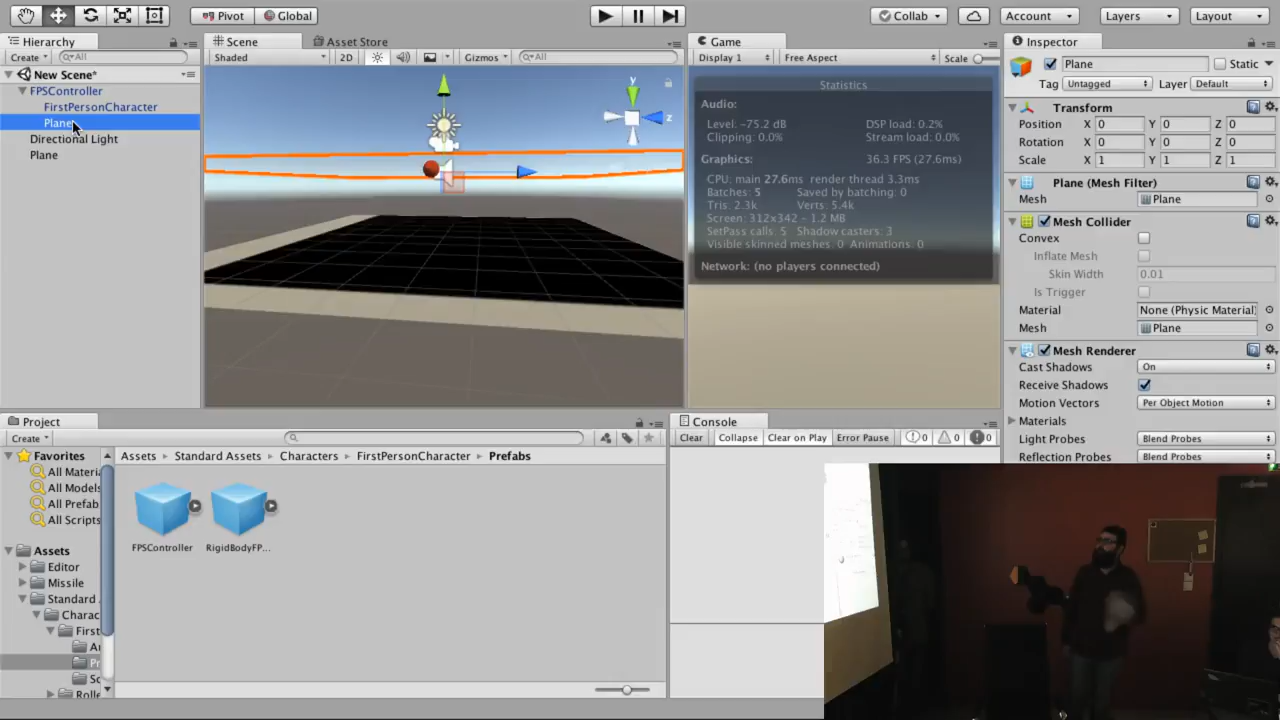 Pivot Global Collab Account Layers Layout
Hierarchy Scene Asset Store Game Inspector
Create All Shaded 2D Gizmos All Display 1 Free Aspect Scale Plane Static
New Scene*
Tag Untagged Layer Default
FPSController
FirstPersonCharacter
Plane
Directional Light
Plane
y
z
Statistics
Audio:
Level: -75.2 dB DSP load: 0.2%
Clipping: 0.0% Stream load: 0.0%
Graphics: 36.3 FPS (27.6ms)
CPU: main 27.6ms render thread 3.3ms
Batches: 5 Saved by batching: 0
Tris: 2.3k Verts: 5.4k
Screen: 312x342 - 1.2 MB
SetPass calls: 5 Shadow casters: 3
Visible skinned meshes: 0 Animations: 0
Network: (no players connected)
Transform
Position X 0 Y 0 Z 0
Rotation X 0 Y 0 Z 0
Scale X 1 Y 1 Z 1
Plane (Mesh Filter)
Mesh Plane
Mesh Collider
Convex
Inflate Mesh
Skin Width 0.01
Is Trigger
Material None (Physic Material)
Mesh Plane
Mesh Renderer
Cast Shadows On
Receive Shadows
Motion Vectors Per Object Motion
Materials
Light Probes Blend Probes
Reflection Probes Blend Probes
Project Console
Create Clear Collapse Clear on Play Error Pause 0 0 0
Favorites
All Materi
All Models
All Prefab
All Scripts
Assets
Editor
Missile
Standard
Charac
First
Pr
Rolle
Assets Standard Assets Characters FirstPersonCharacter Prefabs
FPSController RigidBodyFP...